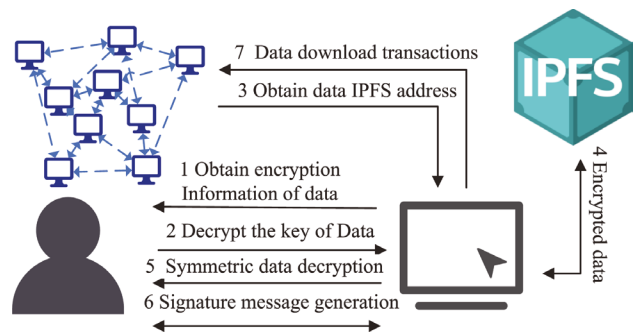 7 Data download transactions
3 Obtain data IPFS address
IPFS
1 Obtain encryption
Information of data
2 Decrypt the key of Data
5 Symmetric data decryption
6 Signature message generation
4 Encrypted data